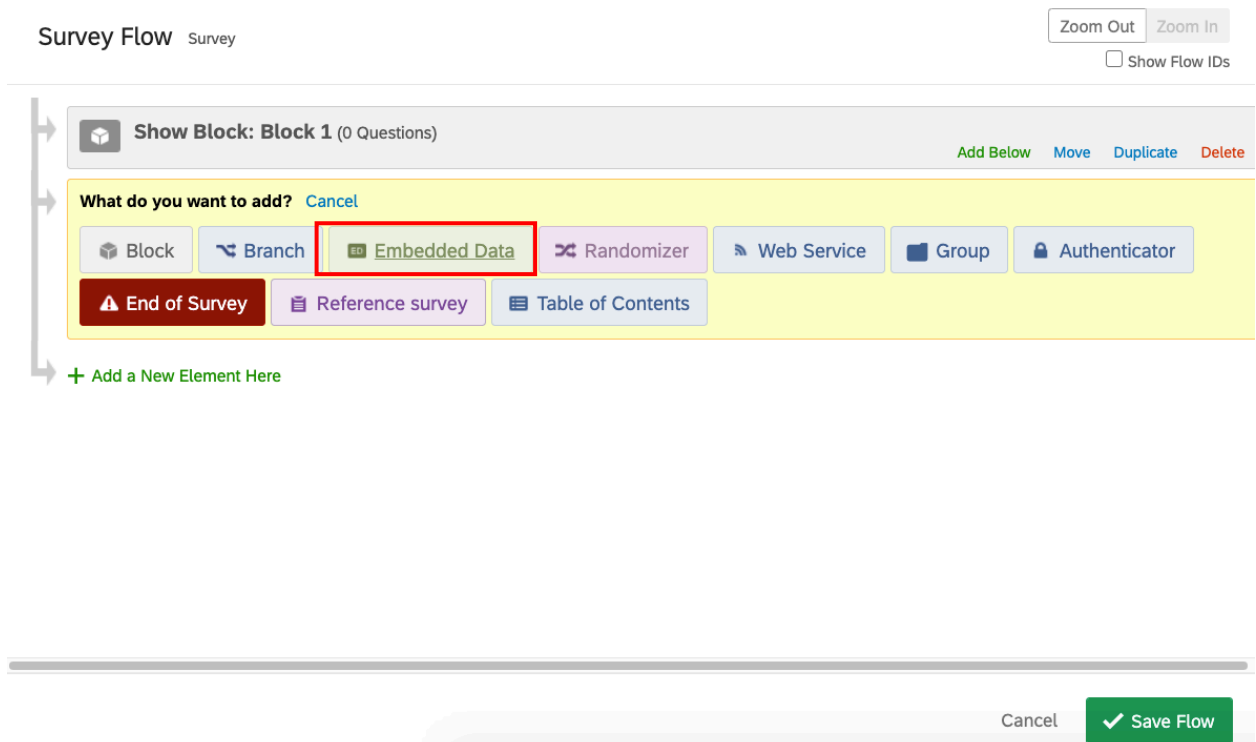 Survey Flow Survey
Zoom Out Zoom In
Show Flow IDs
Show Block: Block 1 (0 Questions)
Add Below Move Duplicate Delete
What do you want to add? Cancel
Block Branch ED Embedded Data Randomizer Web Service Group Authenticator
End of Survey Reference survey Table of Contents
+ Add a New Element Here
Cancel Save Flow